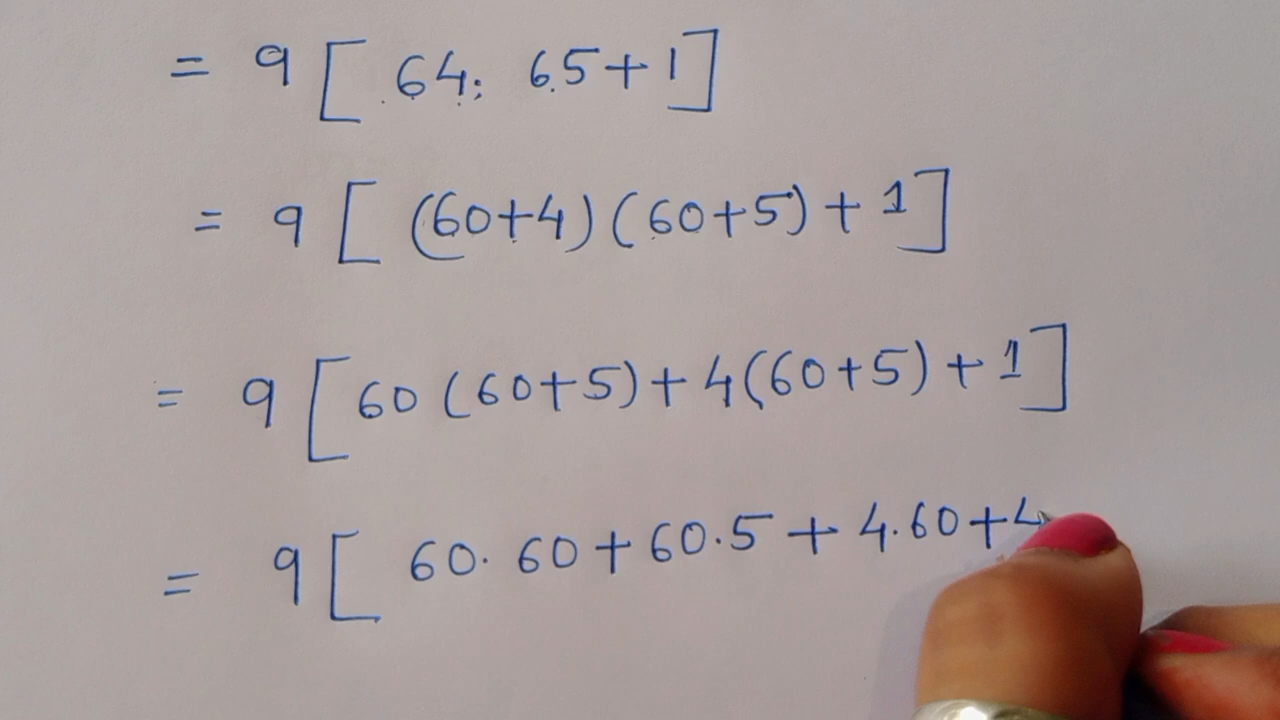 = 9 [ 64. 65+1]
= 9 [ (60+4)(60+5)+1]
= 9 [60(60+5)+4(60+5)+1]
= 9 [ 60. 60+60.5+4.60+4